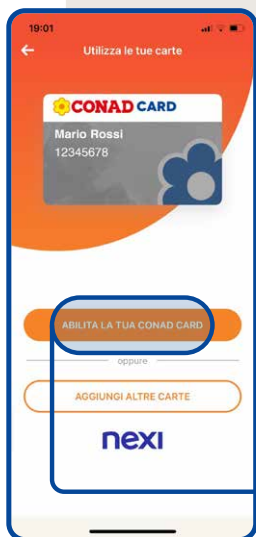 19:01
Utilizza le tue carte
CONAD CARD
Mario Rossi
12345678
ABILITA LA TUA CONAD CARD
oppure
AGGIUNGI ALTRE CARTE
nexi